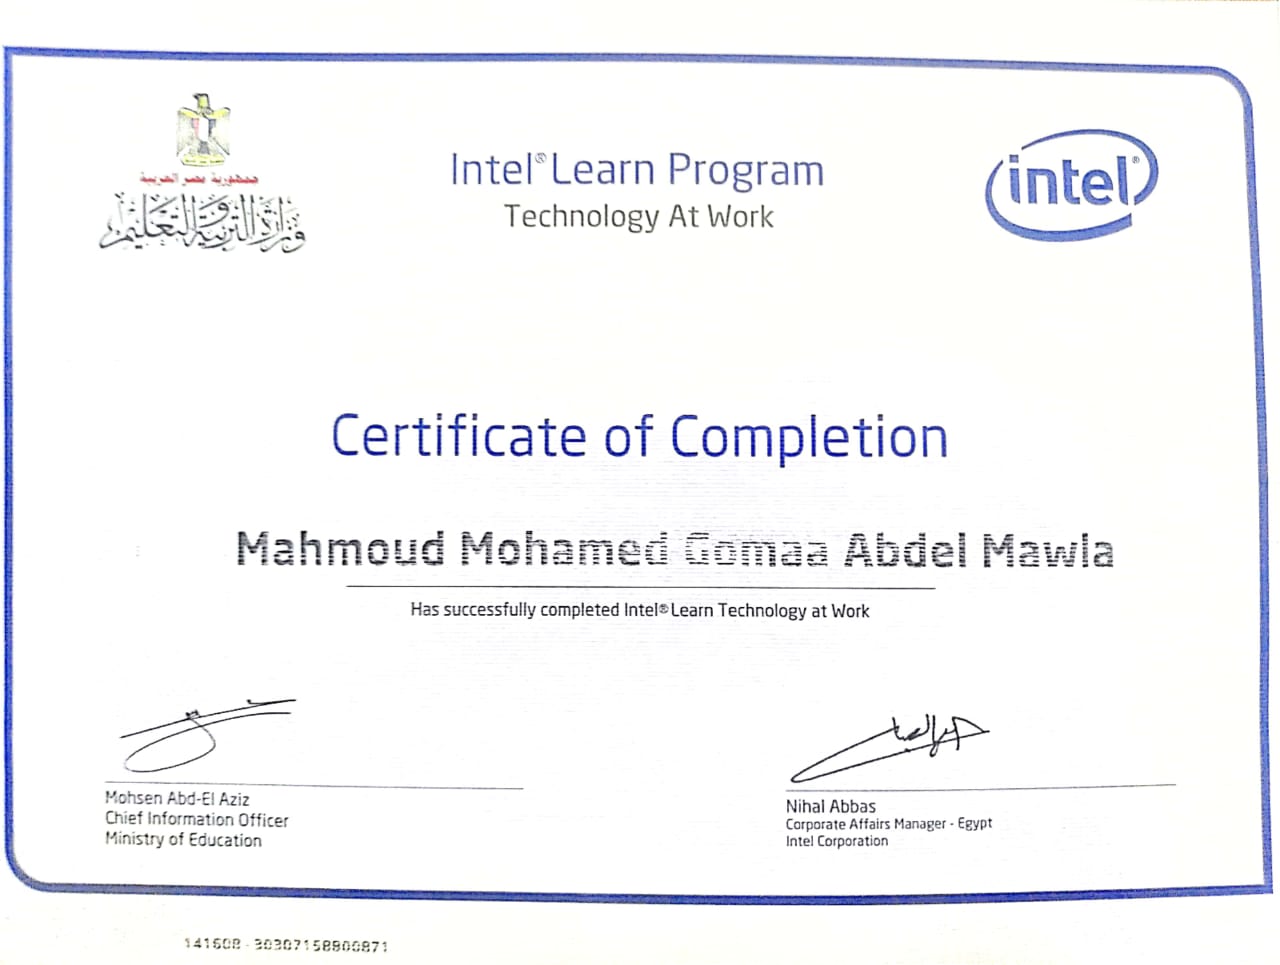 جمهورية مصر العربية
وزارة التربية والتعليم
Intel® Learn Program
Technology At Work
intel®
Certificate of Completion
Mahmoud Mohamed Gomaa Abdel Mawla
Has successfully completed Intel® Learn Technology at Work
Mohsen Abd-El Aziz
Chief Information Officer
Ministry of Education
Nihal Abbas
Corporate Affairs Manager - Egypt
Intel Corporation
141608 - 30307158800871